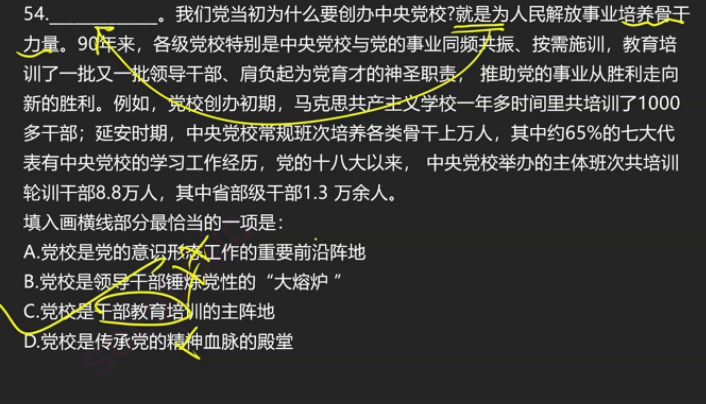 54.____________。我们党当初为什么要创办中央党校?就是为人民解放事业培养骨干
力量。90年来，各级党校特别是中央党校与党的事业同频共振、按需施训，教育培
训了一批又一批领导干部、肩负起为党育才的神圣职责， 推助党的事业从胜利走向
新的胜利。例如，党校创办初期，马克思共产主义学校一年多时间里共培训了1000
多干部；延安时期，中央党校常规班次培养各类骨干上万人，其中约65%的七大代
表有中央党校的学习工作经历，党的十八大以来， 中央党校举办的主体班次共培训
轮训干部8.8万人，其中省部级干部1.3 万余人。
填入画横线部分最恰当的一项是：
A.党校是党的意识形态工作的重要前沿阵地
B.党校是领导干部锤炼党性的“大熔炉 ”
C.党校是干部教育培训的主阵地
D.党校是传承党的精神血脉的殿堂